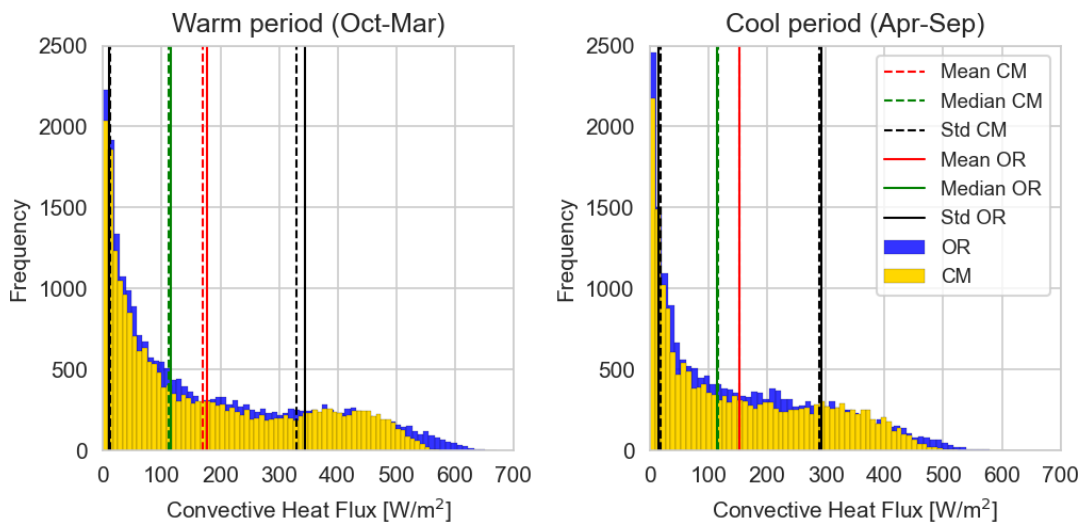 Warm period (Oct-Mar)
Frequency
2500
2000
1500
1000
500
0
0 100 200 300 400 500 600 700
Convective Heat Flux [W/m²]
Cool period (Apr-Sep)
Frequency
2500
2000
1500
1000
500
0
0 100 200 300 400 500 600 700
Convective Heat Flux [W/m²]
Mean CM
Median CM
Std CM
Mean OR
Median OR
Std OR
OR
CM